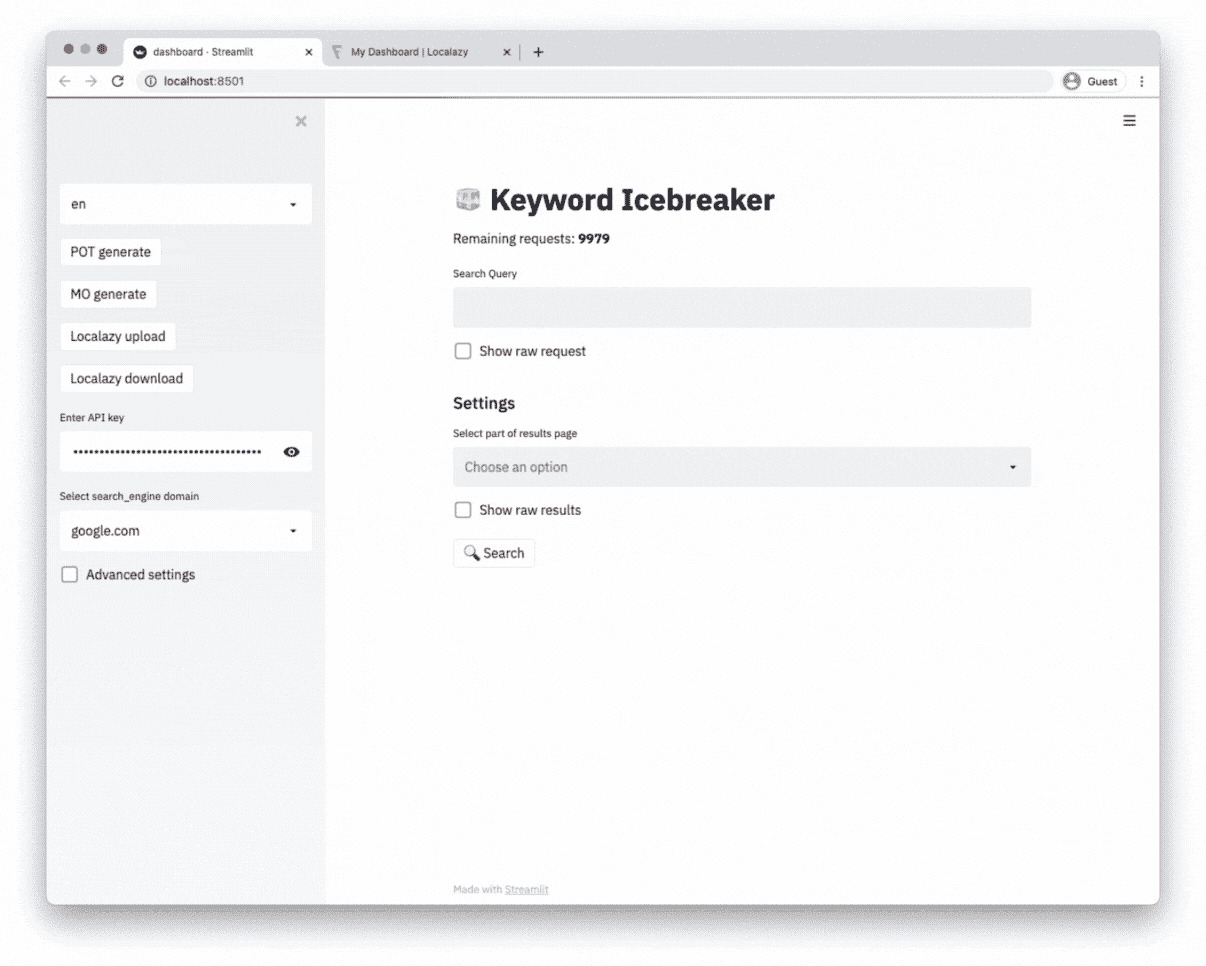 dashboard · Streamlit
My Dashboard | Localazy
localhost:8501
Guest
en
POT generate
MO generate
Localazy upload
Localazy download
Enter API key
••••••••••••••••••••••••••••••••••••
Select search_engine domain
google.com
Advanced settings
Keyword Icebreaker
Remaining requests: 9979
Search Query
Show raw request
Settings
Select part of results page
Choose an option
Show raw results
Search
Made with Streamlit